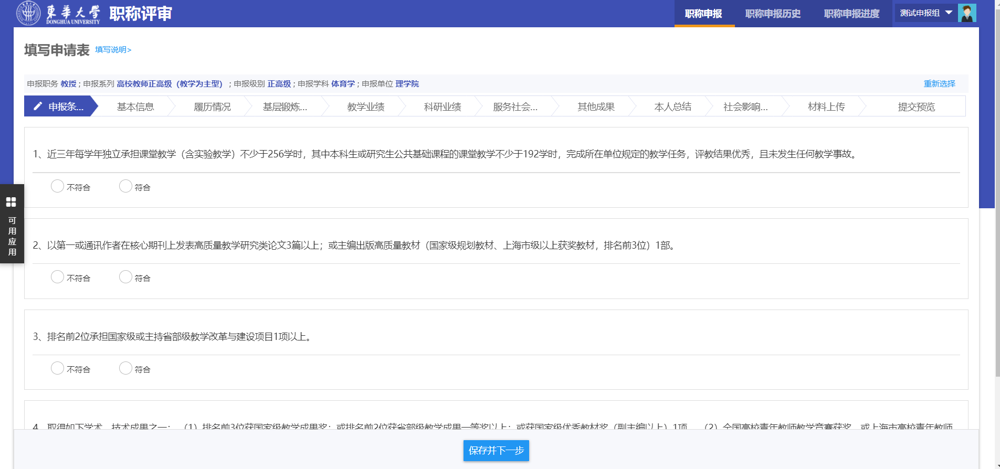 東華大學 DONGHUA UNIVERSITY 职称评审 职称申报 职称申报历史 职称申报进度 测试申报组
填写申请表 填写说明>
申报职务 教授 ; 申报系列 高校教师正高级（教学为主型） ; 申报级别 正高级 ; 申报学科 体育学 ; 申报单位 理学院 重新选择
申报条... 基本信息 履历情况 基层锻炼... 教学业绩 科研业绩 服务社会... 其他成果 本人总结 社会影响... 材料上传 提交预览
1、近三年每学年独立承担课堂教学（含实验教学）不少于256学时，其中本科生或研究生公共基础课程的课堂教学不少于192学时，完成所在单位规定的教学任务，评教结果优秀，且未发生任何教学事故。
不符合 符合
可用应用
2、以第一或通讯作者在核心期刊上发表高质量教学研究类论文3篇以上；或主编出版高质量教材（国家级规划教材、上海市级以上获奖教材，排名前3位）1部。
不符合 符合
3、排名前2位承担国家级或主持省部级教学改革与建设项目1项以上。
不符合 符合
4、取得如下学术、技术成果之一：（1）排名前3位获国家级教学成果奖；或排名前2位获省部级教学成果一等奖以上；或获国家级优秀教材奖（副主编以上）1项。（2）全国高校青年教师教学竞赛获奖，或上海市高校青年教师
保存并下一步